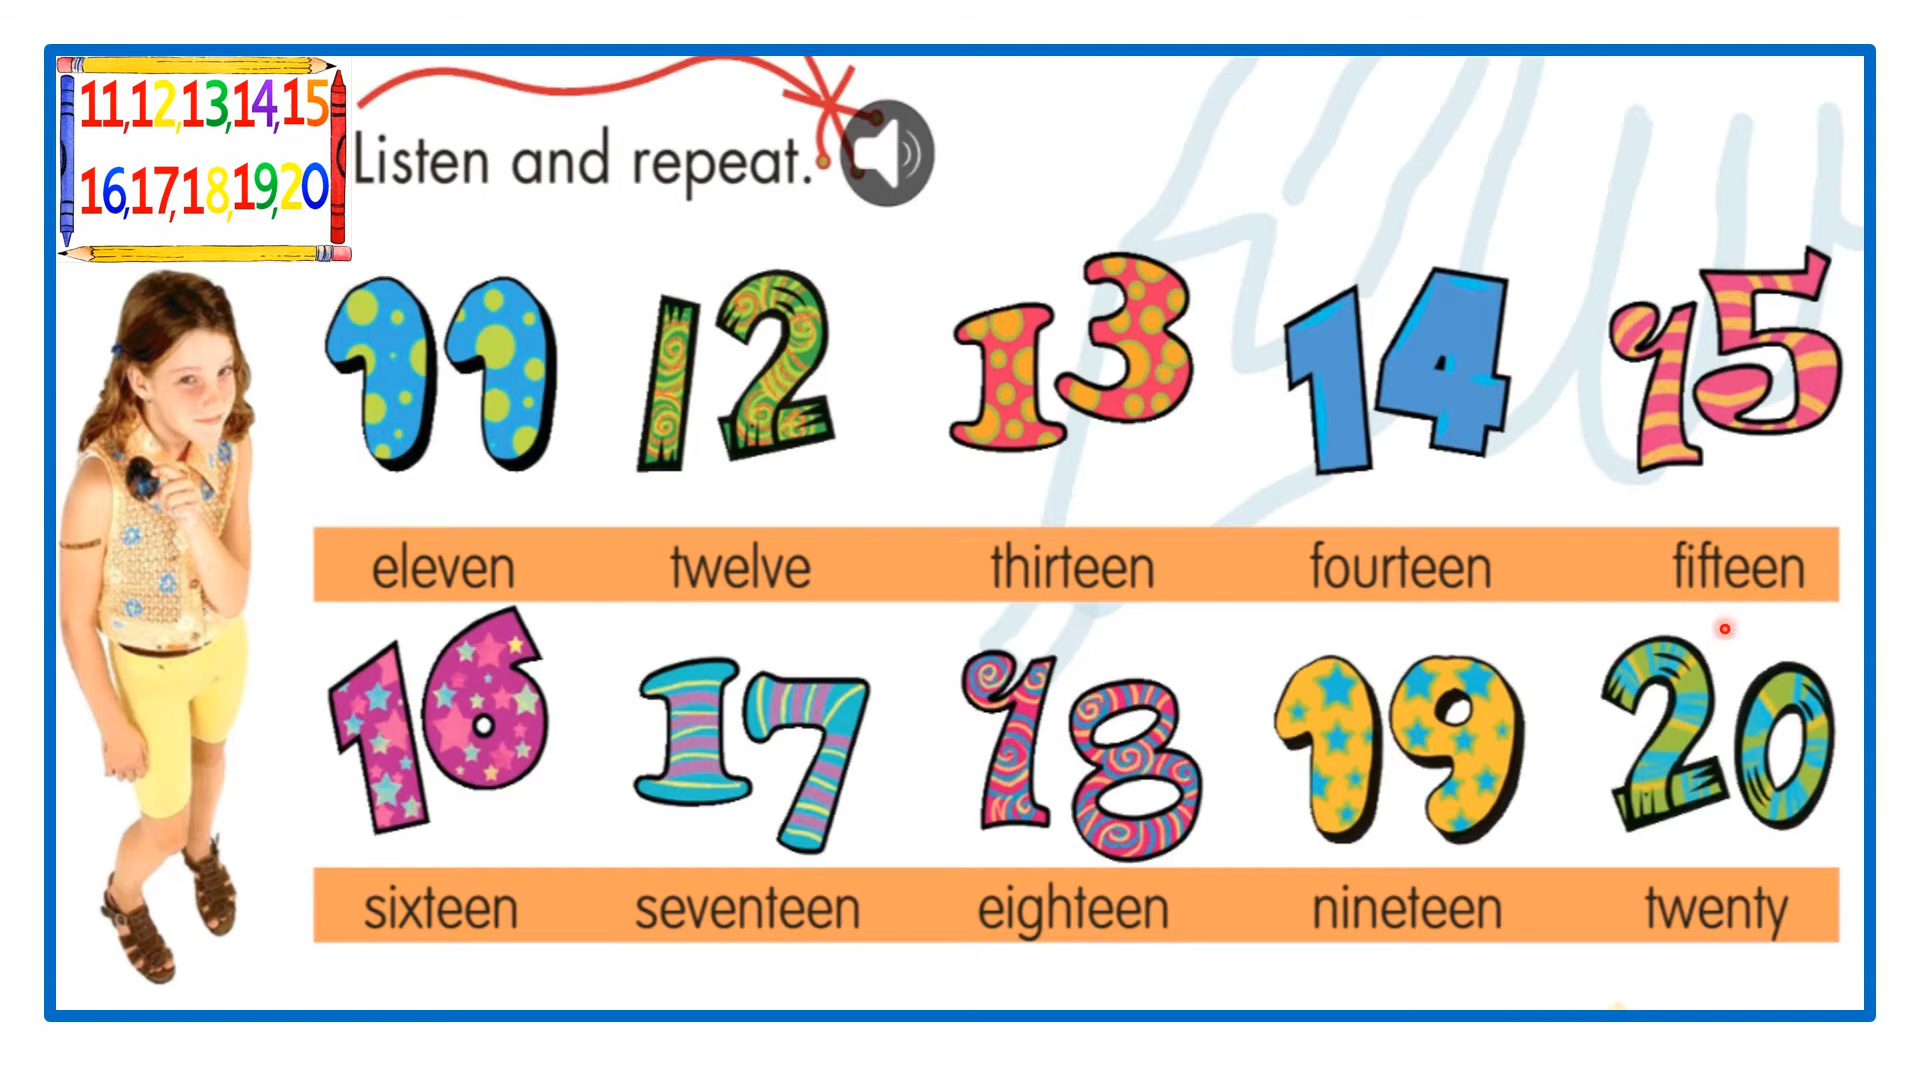 11,12,13,14,15
16,17,18,19,20
Listen and repeat.
11 12 13 14 15
eleven twelve thirteen fourteen fifteen
16 17 18 19 20
sixteen seventeen eighteen nineteen twenty